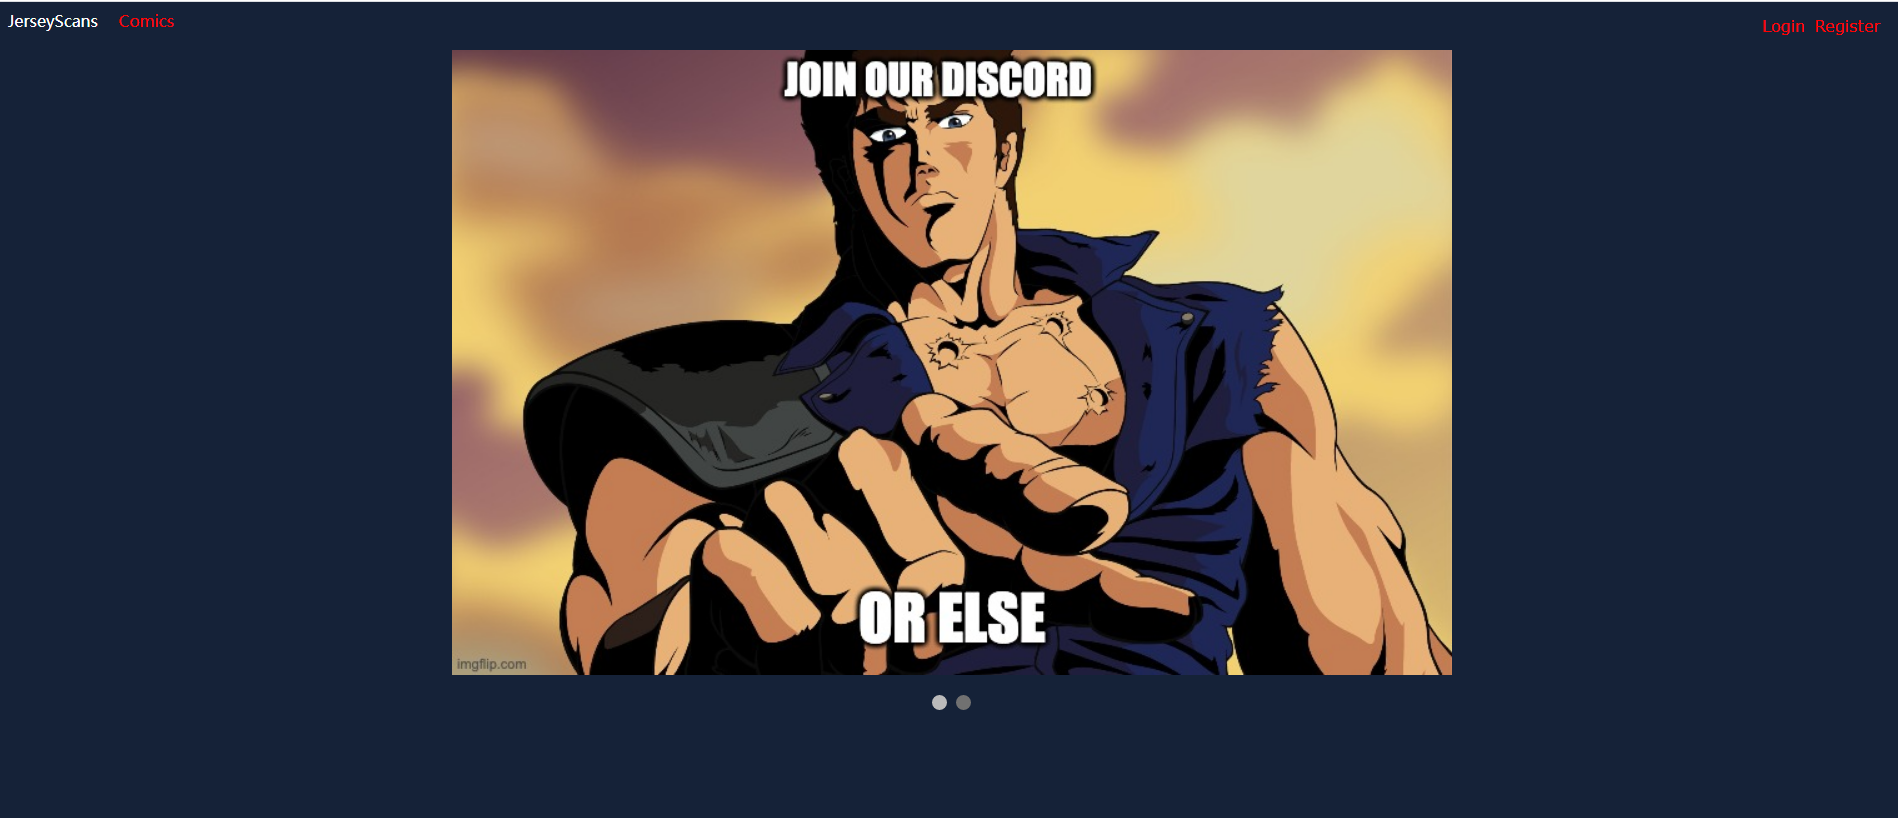 JerseyScans Comics
Login Register
JOIN OUR DISCORD
OR ELSE
imgflip.com